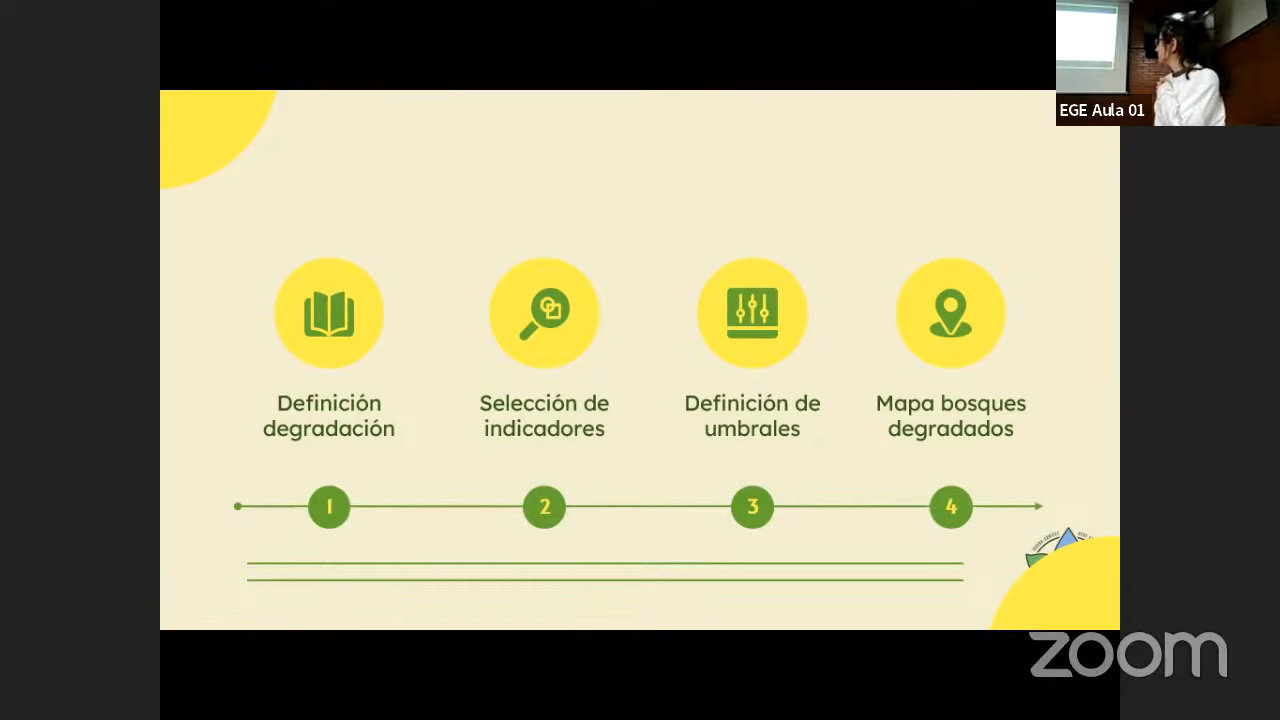 EGE Aula 01
Definición
degradación
Selección de
indicadores
Definición de
umbrales
Mapa bosques
degradados
1
2
3
4
zoom